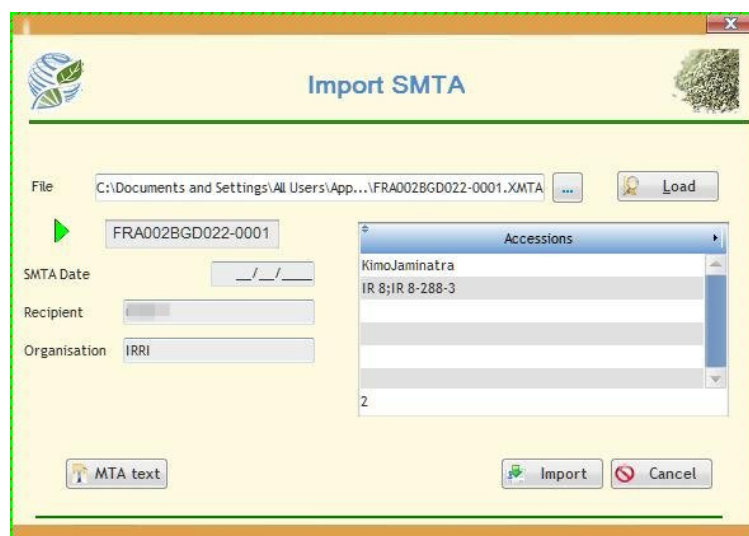 Import SMTA
File C:\Documents and Settings\All Users\App...\FRA002BGD022-0001.XMTA ... Load
FRA002BGD022-0001
Accessions
SMTA Date __/__/____
KimoJaminatra
IR 8;IR 8-288-3
Recipient
Organisation IRRI
2
MTA text
Import
Cancel